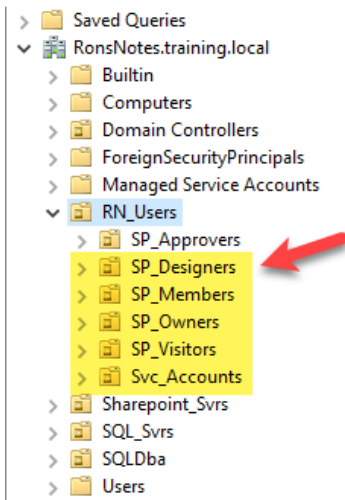 Saved Queries
RonsNotes.training.local
Builtin
Computers
Domain Controllers
ForeignSecurityPrincipals
Managed Service Accounts
RN_Users
SP_Approvers
SP_Designers
SP_Members
SP_Owners
SP_Visitors
Svc_Accounts
Sharepoint_Svrs
SQL_Svrs
SQLDba
Users